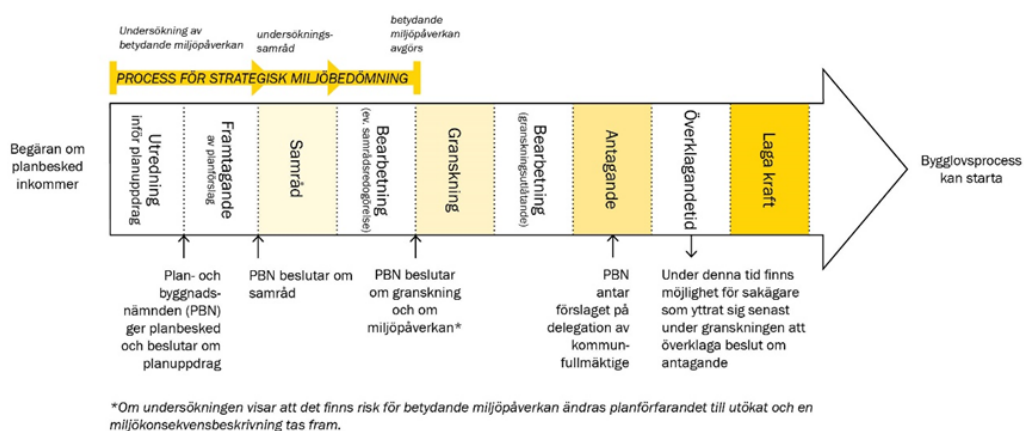 Undersökning av
betydande miljöpåverkan
undersöknings-
samråd
betydande
miljöpåverkan
avgörs
PROCESS FÖR STRATEGISK MILJÖBEDÖMNING
Begäran om
planbesked
inkommer
Utredning
inför planuppdrag
Framtagande
av planförslag
Samråd
Bearbetning
(ev. samrådsredogörelse)
Granskning
Bearbetning
(granskningsutlåtande)
Antagande
Överklagandetid
Laga kraft
Bygglovsprocess
kan starta
Plan- och
byggnads-
nämnden (PBN)
ger planbesked
och beslutar om
planuppdrag
PBN beslutar om
samråd
PBN beslutar
om granskning
och om
miljöpåverkan*
PBN
antar
förslaget på
delegation av
kommun-
fullmäktige
Under denna tid finns
möjlighet för sakägare
som yttrat sig senast
under granskningen att
överklaga beslut om
antagande
*Om undersökningen visar att det finns risk för betydande miljöpåverkan ändras planförfarandet till utökat och en
miljökonsekvensbeskrivning tas fram.